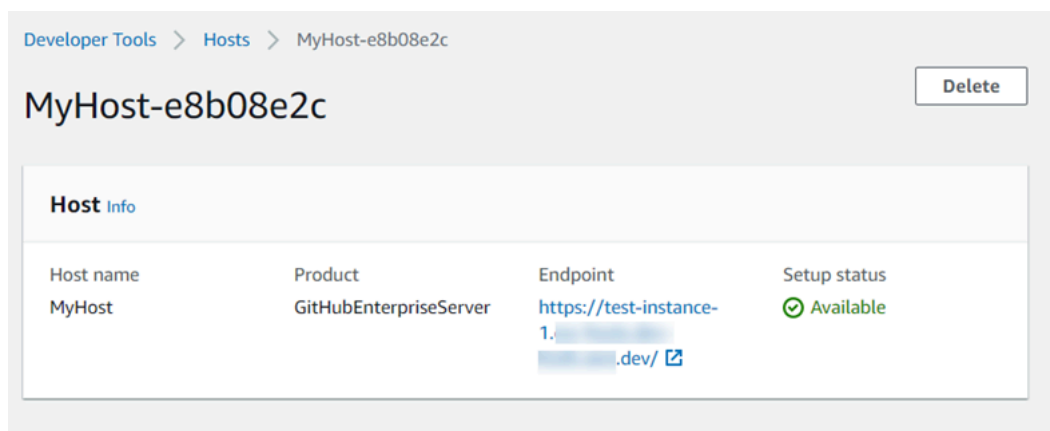 Developer Tools > Hosts > MyHost-e8b08e2c
MyHost-e8b08e2c
Delete
Host Info
Host name Product Endpoint Setup status
MyHost GitHubEnterpriseServer https://test-instance- Available
1.
.dev/